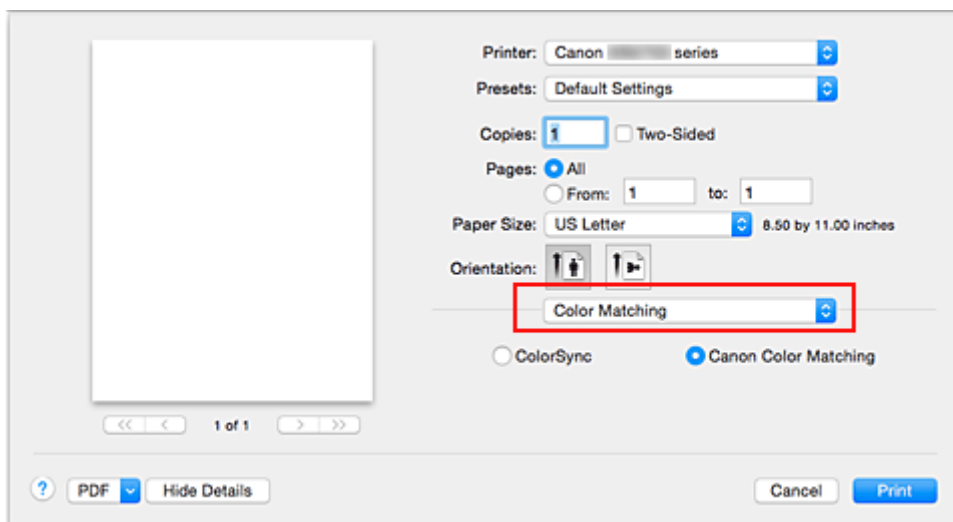 Printer: Canon series
Presets: Default Settings
Copies: 1 Two-Sided
Pages: All
From: 1 to: 1
Paper Size: US Letter 8.50 by 11.00 inches
Orientation:
Color Matching
ColorSync Canon Color Matching
<< < 1 of 1 > >>
? PDF Hide Details Cancel Print